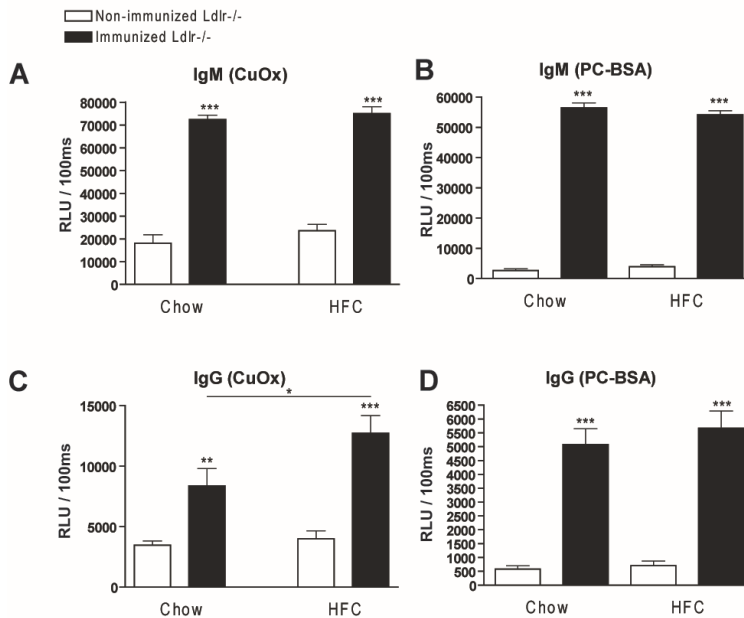 Non-immunized Ldlr-/-
Immunized Ldlr-/-
A
IgM (CuOx)
80000
70000
60000
50000
40000
30000
20000
10000
0
RLU / 100ms
***
***
Chow
HFC
B
IgM (PC-BSA)
60000
50000
40000
30000
20000
10000
0
RLU / 100ms
***
***
Chow
HFC
C
IgG (CuOx)
15000
10000
5000
0
RLU / 100ms
*
**
***
Chow
HFC
D
IgG (PC-BSA)
6500
6000
5500
5000
4500
4000
3500
3000
2500
2000
1500
1000
500
0
RLU / 100ms
***
***
Chow
HFC